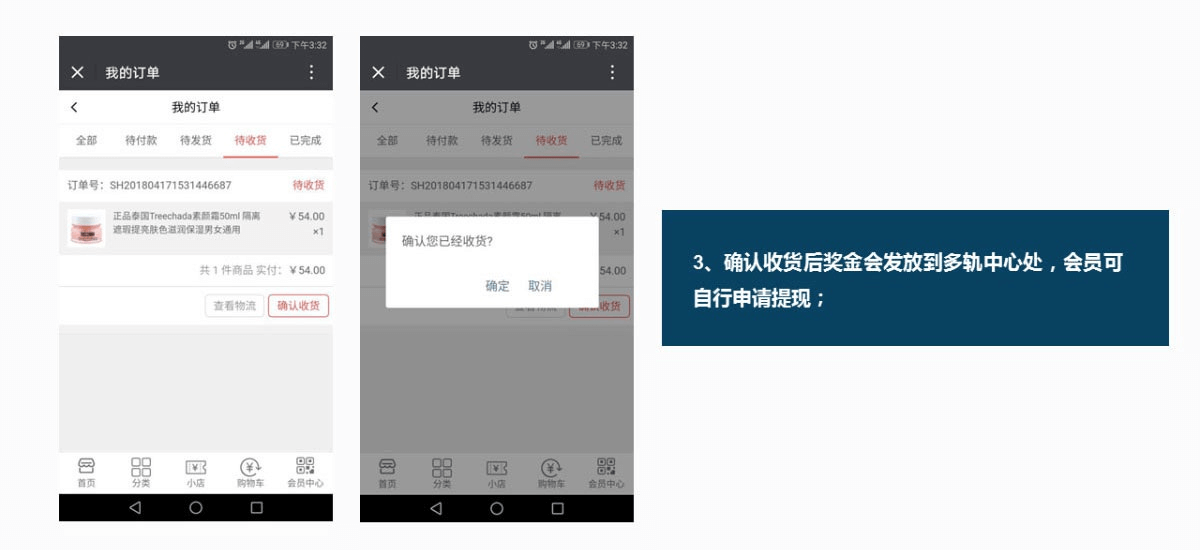 下午3:32
我的订单
我的订单
全部 待付款 待发货 待收货 已完成
订单号：SH201804171531446687 待收货
正品泰国Treechada素颜霜50ml 隔离 ¥54.00
遮瑕提亮肤色滋润保湿男女通用 ×1
共 1 件商品 实付：¥54.00
查看物流 确认收货
首页 分类 小店 购物车 会员中心
下午3:32
我的订单
我的订单
全部 待付款 待发货 待收货 已完成
订单号：SH201804171531446687 待收货
54.00
确认您已经收货? ×1
54.00
确定 取消
收货
首页 分类 小店 购物车 会员中心
3、确认收货后奖金会发放到多轨中心处，会员可
自行申请提现；